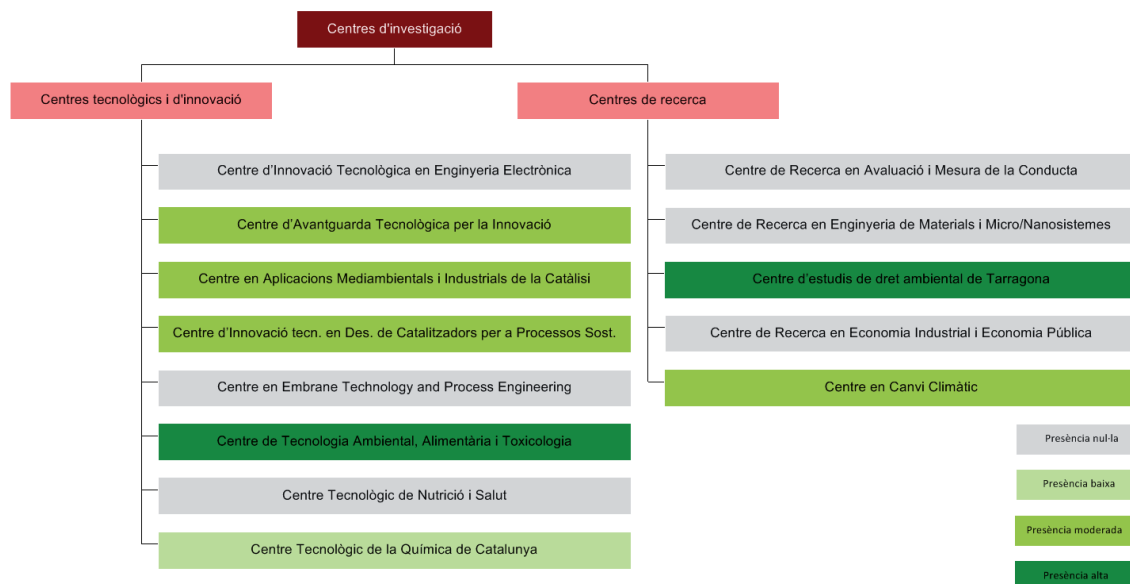 Centres d'investigació
Centres tecnològics i d'innovació
Centres de recerca
Centre d’Innovació Tecnològica en Enginyeria Electrònica
Centre d’Avantguarda Tecnològica per la Innovació
Centre en Aplicacions Mediambientals i Industrials de la Catàlisi
Centre d’Innovació tecn. en Des. de Catalitzadors per a Processos Sost.
Centre en Embrane Technology and Process Engineering
Centre de Tecnologia Ambiental, Alimentària i Toxicologia
Centre Tecnològic de Nutrició i Salut
Centre Tecnològic de la Química de Catalunya
Centre de Recerca en Avaluació i Mesura de la Conducta
Centre de Recerca en Enginyeria de Materials i Micro/Nanosistemes
Centre d’estudis de dret ambiental de Tarragona
Centre de Recerca en Economia Industrial i Economia Pública
Centre en Canvi Climàtic
Presència nul·la
Presència baixa
Presència moderada
Presència alta